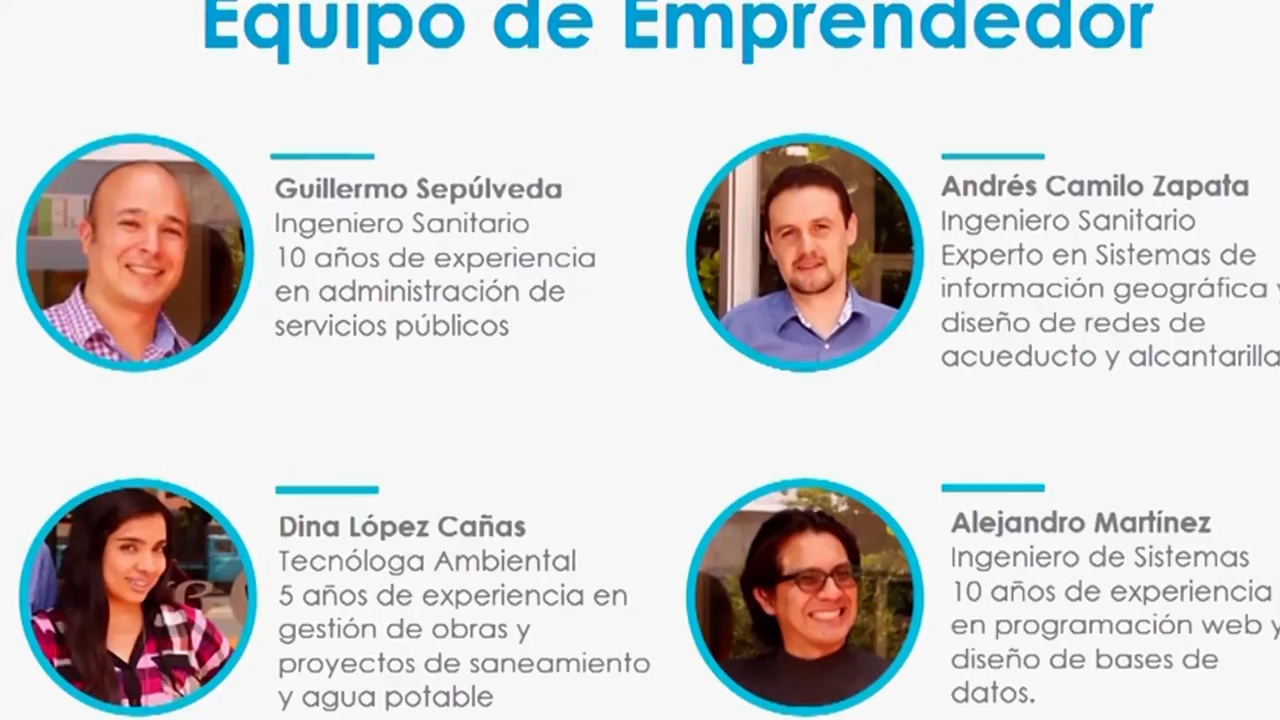 Equipo de Emprendedor
Guillermo Sepúlveda
Ingeniero Sanitario
10 años de experiencia
en administración de
servicios públicos
Andrés Camilo Zapata
Ingeniero Sanitario
Experto en Sistemas de
información geográfica y
diseño de redes de
acueducto y alcantarilla
Dina López Cañas
Tecnóloga Ambiental
5 años de experiencia en
gestión de obras y
proyectos de saneamiento
y agua potable
Alejandro Martínez
Ingeniero de Sistemas
10 años de experiencia
en programación web y
diseño de bases de
datos.